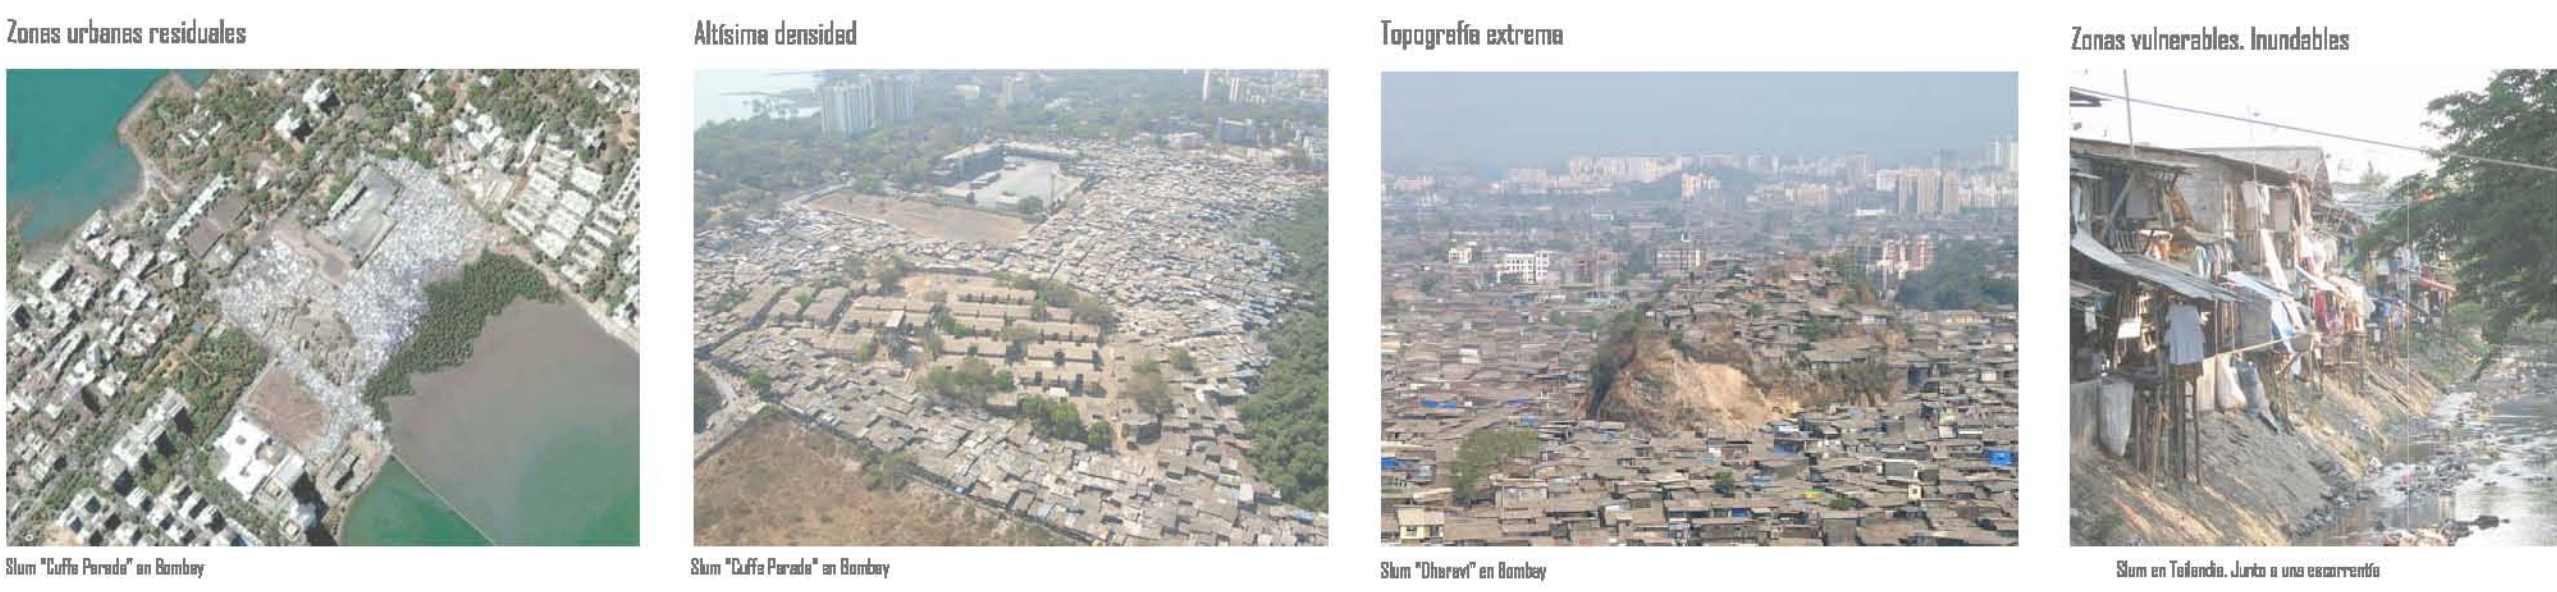 Zonas urbanas residuales
Altísima densidad
Topografía extrema
Zonas vulnerables. Inundables
Slum "Cuffe Parade" en Bombay
Slum "Cuffe Parade" en Bombay
Slum "Dharavi" en Bombay
Slum en Tailandia. Junto a una escorrentía